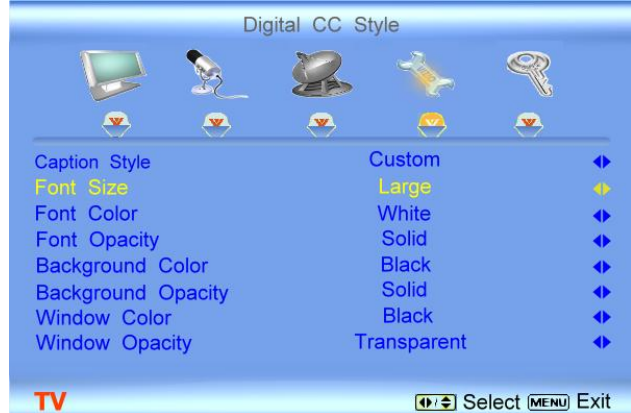 Digital CC Style
Caption Style Custom
Font Size Large
Font Color White
Font Opacity Solid
Background Color Black
Background Opacity Solid
Window Color Black
Window Opacity Transparent
TV Select MENU Exit